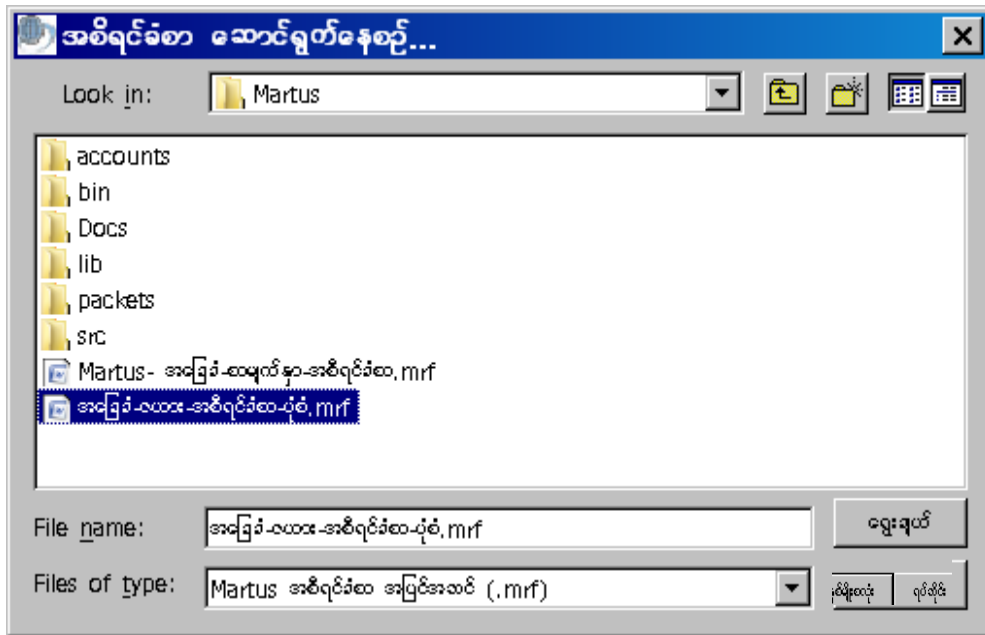 အစီရင်ခံစာ ဆောင်ရွက်နေစဉ်...
Look in: Martus
accounts
bin
Docs
lib
packets
src
Martus- အခြေခံ-စာမျက်နှာ-အစီရင်ခံစာ.mrf
အခြေခံ-ဇယား-အစီရင်ခံစာ-ပုံစံ.mrf
File name: အခြေခံ-ဇယား-အစီရင်ခံစာ-ပုံစံ.mrf ရွေးချယ်
Files of type: Martus အစီရင်ခံစာ အပြင်အဆင် (.mrf) ရပ်ဆိုင်း